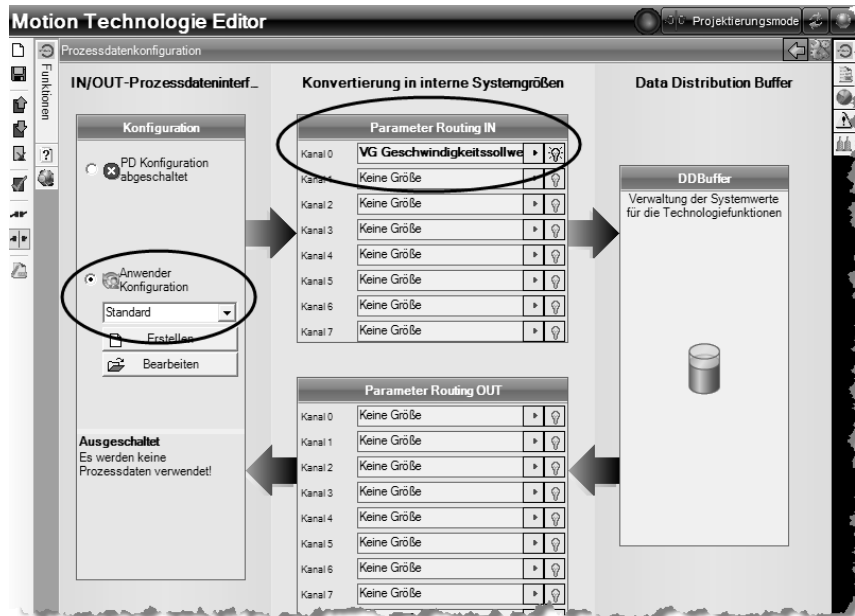 Motion Technologie Editor
Projektierungsmode
Prozessdatenkonfiguration
Funktionen
IN/OUT-Prozessdateninterf...
Konfiguration
PD Konfiguration
abgeschaltet
Anwender
Konfiguration
Standard
Erstellen
Bearbeiten
Ausgeschaltet
Es werden keine
Prozessdaten verwendet!
Konvertierung in interne Systemgrößen
Parameter Routing IN
Kanal 0 VG Geschwindigkeitssollwe
Kanal 1 Keine Größe
Kanal 2 Keine Größe
Kanal 3 Keine Größe
Kanal 4 Keine Größe
Kanal 5 Keine Größe
Kanal 6 Keine Größe
Kanal 7 Keine Größe
Parameter Routing OUT
Kanal 0 Keine Größe
Kanal 1 Keine Größe
Kanal 2 Keine Größe
Kanal 3 Keine Größe
Kanal 4 Keine Größe
Kanal 5 Keine Größe
Kanal 6 Keine Größe
Kanal 7 Keine Größe
Data Distribution Buffer
DDBuffer
Verwaltung der Systemwerte
für die Technologiefunktionen